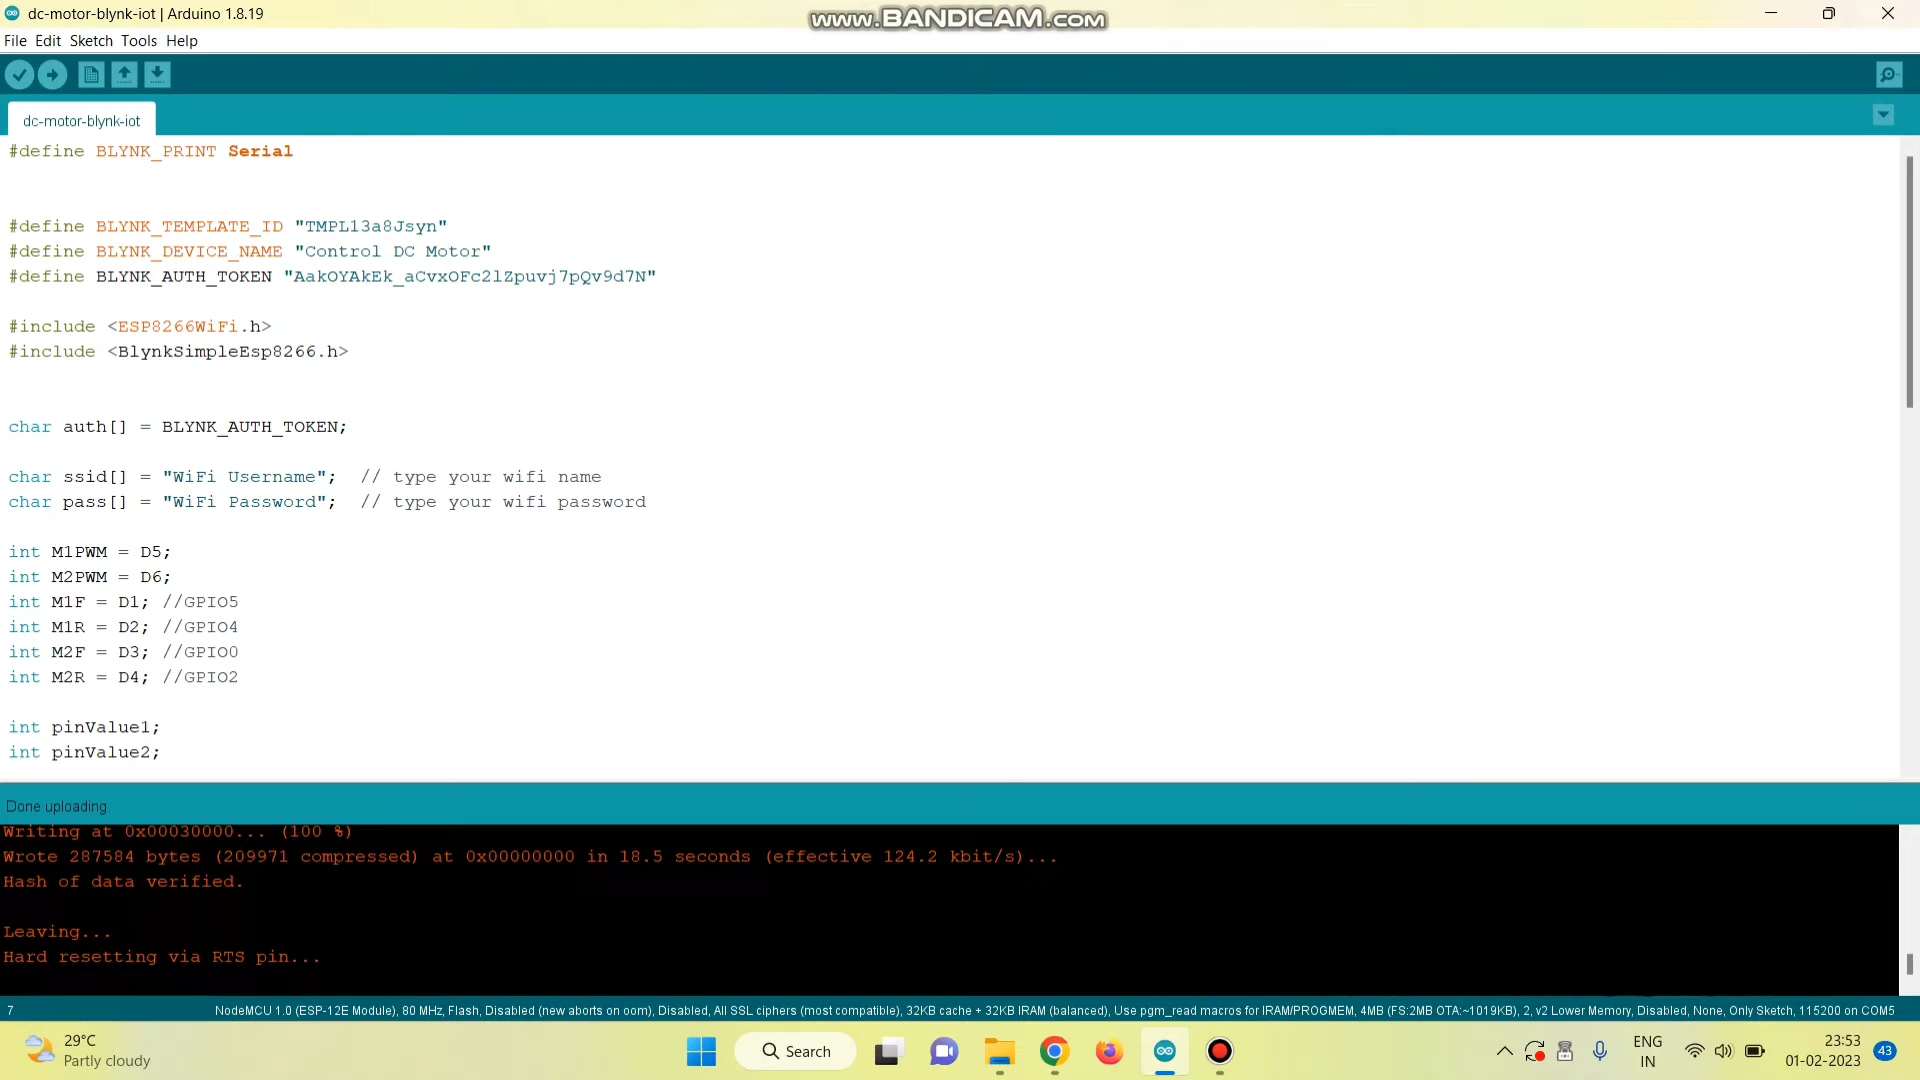 dc-motor-blynk-iot | Arduino 1.8.19
www.BANDICAM.com
File Edit Sketch Tools Help
dc-motor-blynk-iot
#define BLYNK_PRINT Serial
#define BLYNK_TEMPLATE_ID "TMPL13a8Jsyn"
#define BLYNK_DEVICE_NAME "Control DC Motor"
#define BLYNK_AUTH_TOKEN "AakOYAkEk_aCvxOFc2lZpuvj7pQv9d7N"
#include <ESP8266WiFi.h>
#include <BlynkSimpleEsp8266.h>
char auth[] = BLYNK_AUTH_TOKEN;
char ssid[] = "WiFi Username";  // type your wifi name
char pass[] = "WiFi Password";  // type your wifi password
int M1PWM = D5;
int M2PWM = D6;
int M1F = D1; //GPIO5
int M1R = D2; //GPIO4
int M2F = D3; //GPIO0
int M2R = D4; //GPIO2
int pinValue1;
int pinValue2;
Done uploading.
Writing at 0x00030000... (100 %)
Wrote 287584 bytes (209971 compressed) at 0x00000000 in 18.5 seconds (effective 124.2 kbit/s)...
Hash of data verified.
Leaving...
Hard resetting via RTS pin...
7
NodeMCU 1.0 (ESP-12E Module), 80 MHz, Flash, Disabled (new aborts on oom), Disabled, All SSL ciphers (most compatible), 32KB cache + 32KB IRAM (balanced), Use pgm_read macros for IRAM/PROGMEM, 4MB (FS:2MB OTA:~1019KB), 2, v2 Lower Memory, Disabled, None, Only Sketch, 115200 on COM5
29°C
Partly cloudy
Search
ENG
IN
23:53
01-02-2023
43